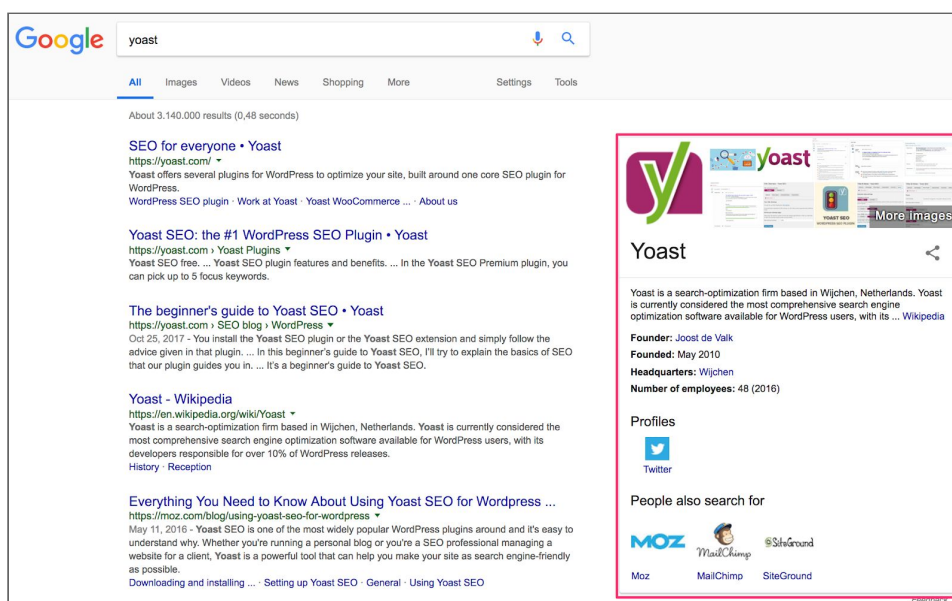 Google
yoast
All Images Videos News Shopping More Settings Tools
About 3.140.000 results (0,48 seconds)
SEO for everyone • Yoast
https://yoast.com/
Yoast offers several plugins for WordPress to optimize your site, built around one core SEO plugin for
WordPress.
WordPress SEO plugin · Work at Yoast · Yoast WooCommerce ... · About us
Yoast SEO: the #1 WordPress SEO Plugin • Yoast
https://yoast.com › Yoast Plugins
Yoast SEO free. ... Yoast SEO plugin features and benefits. ... In the Yoast SEO Premium plugin, you
can pick up to 5 focus keywords.
The beginner's guide to Yoast SEO • Yoast
https://yoast.com › SEO blog › WordPress
Oct 25, 2017 - You install the Yoast SEO plugin or the Yoast SEO extension and simply follow the
advice given in that plugin. ... In this beginner's guide to Yoast SEO, I'll try to explain the basics of SEO
that our plugin guides you in. ... It's a beginner's guide to Yoast SEO.
Yoast - Wikipedia
https://en.wikipedia.org/wiki/Yoast
Yoast is a search-optimization firm based in Wijchen, Netherlands. Yoast is currently considered the
most comprehensive search engine optimization software available for WordPress users, with its
developers responsible for over 10% of WordPress releases.
History · Reception
Everything You Need to Know About Using Yoast SEO for Wordpress ...
https://moz.com/blog/using-yoast-seo-for-wordpress
May 11, 2016 - Yoast SEO is one of the most widely popular WordPress plugins around and it's easy to
understand why. Whether you're running a personal blog or you're a SEO professional managing a
website for a client, Yoast is a powerful tool that can help you make your site as search engine-friendly
as possible.
Downloading and installing ... · Setting up Yoast SEO · General · Using Yoast SEO
y
yoast
YOAST SEO
More images
Yoast
Yoast is a search-optimization firm based in Wijchen, Netherlands. Yoast
is currently considered the most comprehensive search engine
optimization software available for WordPress users, with its ... Wikipedia
Founder: Joost de Valk
Founded: May 2010
Headquarters: Wijchen
Number of employees: 48 (2016)
Profiles
Twitter
People also search for
MOZ MailChimp SiteGround
Moz MailChimp SiteGround
Feedback